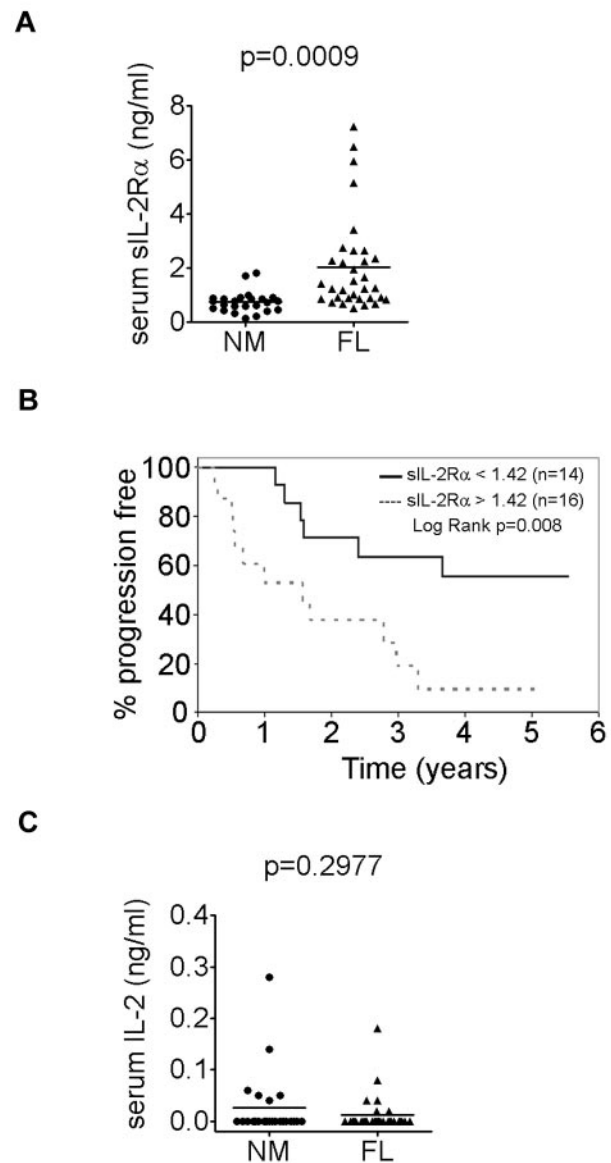 A
p=0.0009
serum sIL-2Rα (ng/ml)
8
6
4
2
0
NM FL
B
% progression free
100
80
60
40
20
0
sIL-2Rα < 1.42 (n=14)
sIL-2Rα > 1.42 (n=16)
Log Rank p=0.008
0 1 2 3 4 5 6
Time (years)
C
p=0.2977
serum IL-2 (ng/ml)
0.4
0.3
0.2
0.1
0.0
NM FL